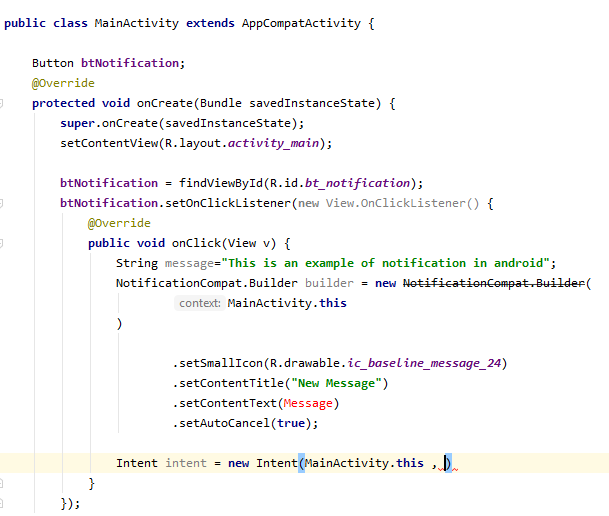 public class MainActivity extends AppCompatActivity {
Button btNotification;
@Override
protected void onCreate(Bundle savedInstanceState) {
super.onCreate(savedInstanceState);
setContentView(R.layout.activity_main);
btNotification = findViewById(R.id.bt_notification);
btNotification.setOnClickListener(new View.OnClickListener() {
@Override
public void onClick(View v) {
String message="This is an example of notification in android";
NotificationCompat.Builder builder = new NotificationCompat.Builder(
context: MainActivity.this
)
.setSmallIcon(R.drawable.ic_baseline_message_24)
.setContentTitle("New Message")
.setContentText(Message)
.setAutoCancel(true);
Intent intent = new Intent(MainActivity.this , )
}
});